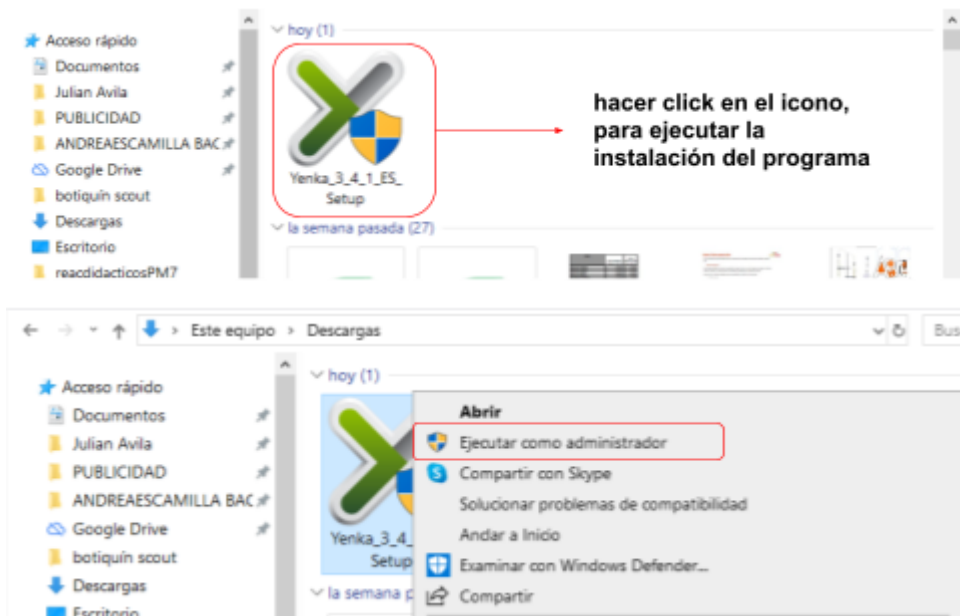 hoy (1)
Acceso rápido
Documentos
Julian Avila
PUBLICIDAD
ANDREAESCAMILLA BAC
Google Drive
botiquín scout
Descargas
Escritorio
reacdidacticosPM7
Yenka_3_4_1_ES_
Setup
hacer click en el icono,
para ejecutar la
instalación del programa
la semana pasada (27)
Este equipo > Descargas
Bus
Acceso rápido
Documentos
Julian Avila
PUBLICIDAD
ANDREAESCAMILLA BAC
Google Drive
botiquín scout
Descargas
Escritorio
hoy (1)
Yenka_3_4_
Setup
la semana p
Abrir
Ejecutar como administrador
Compartir con Skype
Solucionar problemas de compatibilidad
Andar a Inicio
Examinar con Windows Defender...
Compartir